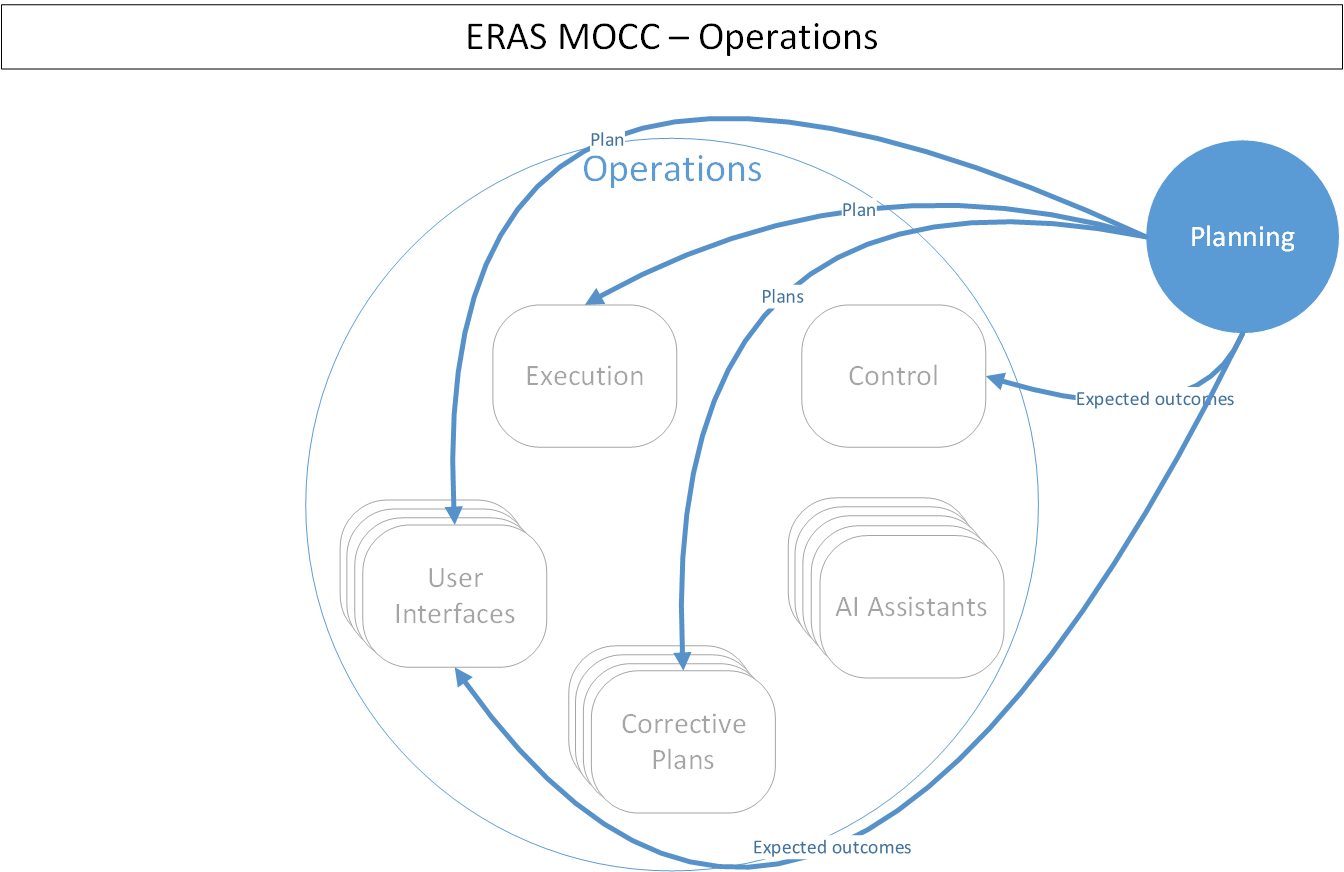 ERAS MOCC – Operations
Plan
Operations
Plan
Planning
Plans
Execution
Control
Expected outcomes
User
Interfaces
AI Assistants
Corrective
Plans
Expected outcomes